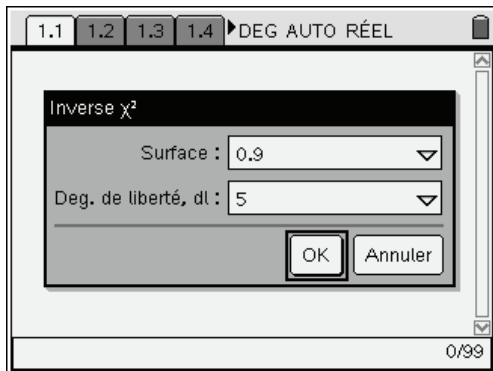 1.1 1.2 1.3 1.4 DEG AUTO RÉEL
Inverse χ²
Surface : 0.9
Deg. de liberté, dl : 5
OK Annuler
0/99